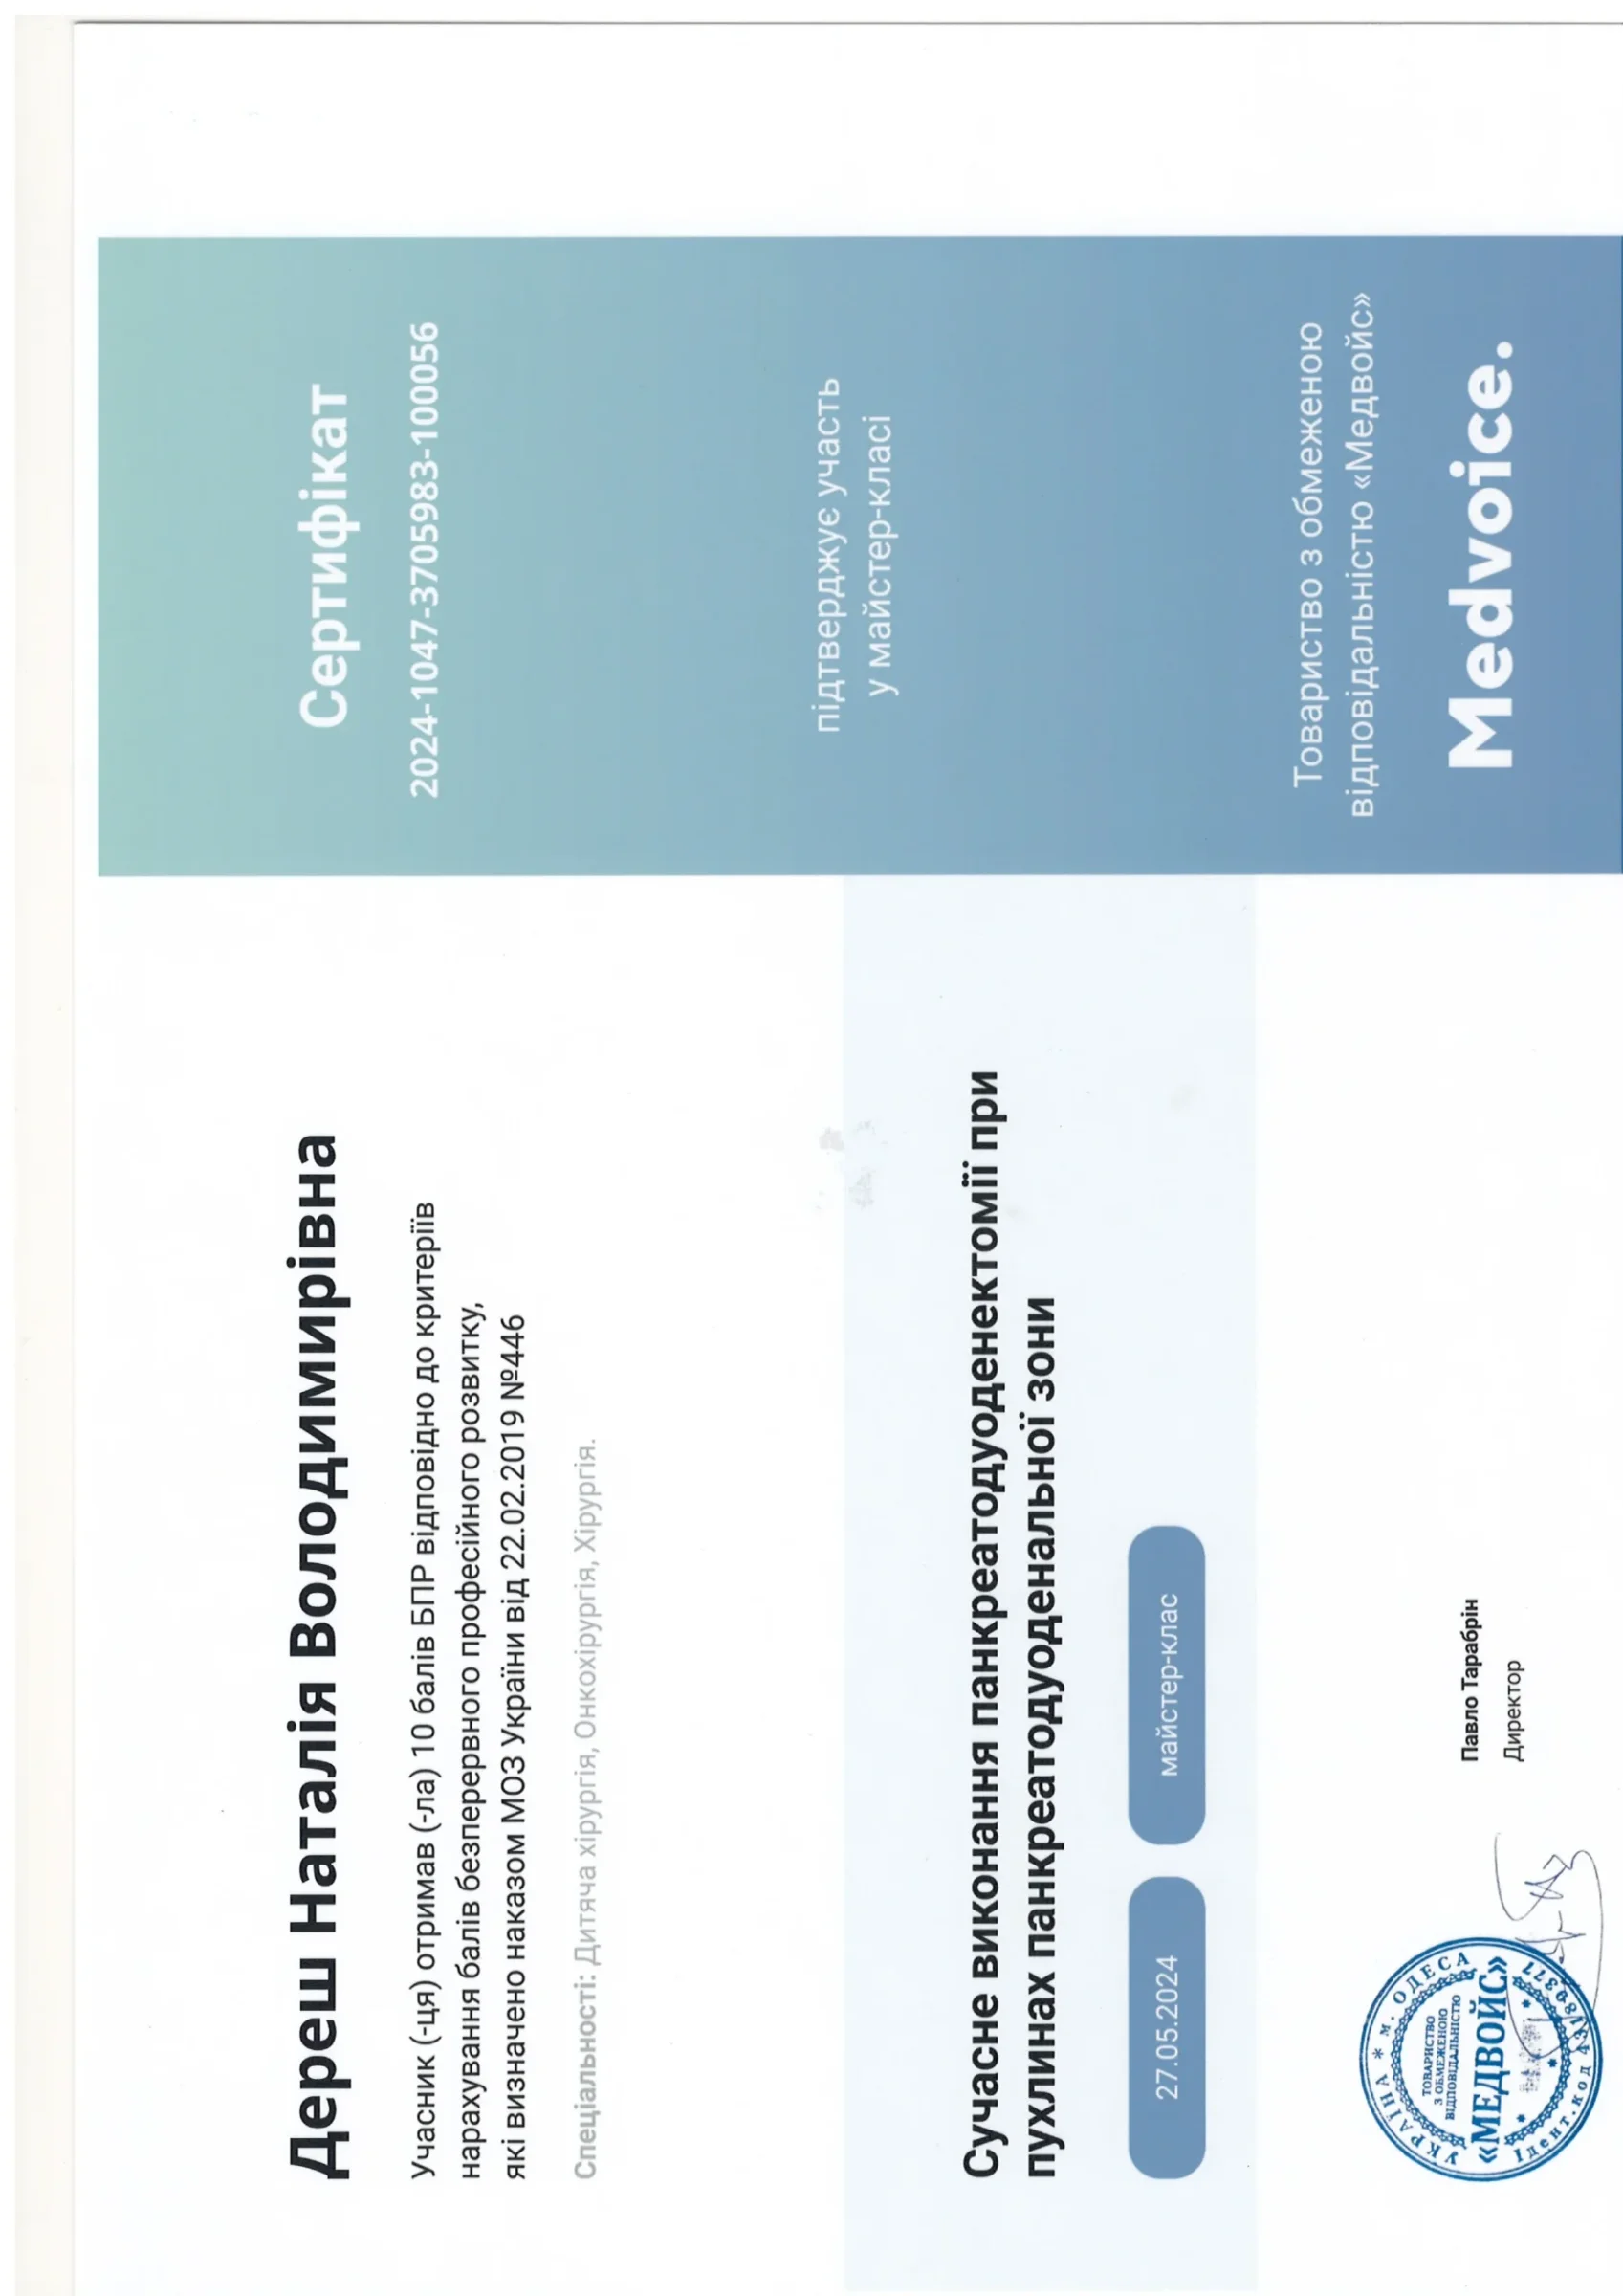 Дереш Наталія Володимирівна
Учасник (-ця) отримав (-ла) 10 балів БПР відповідно до критеріїв
нарахування балів безперервного професійного розвитку,
які визначено наказом МОЗ України від 22.02.2019 №446
Спеціальності: Дитяча хірургія, Онкохірургія, Хірургія.
Сучасне виконання панкреатодуоденектомії при
пухлинах панкреатодуоденальної зони
27.05.2024
майстер-клас
Павло Тарабрін
Директор
УКРАЇНА * м. ОДЕСА
ТОВАРИСТВО
З ОБМЕЖЕНОЮ
ВІДПОВІДАЛЬНІСТЮ
«МЕДВОЙС»
Ідент.код 43189377
Сертифікат
2024-1047-3705983-100056
підтверджує участь
у майстер-класі
Товариство з обмеженою
відповідальністю «Медвойс»
Medvoice.